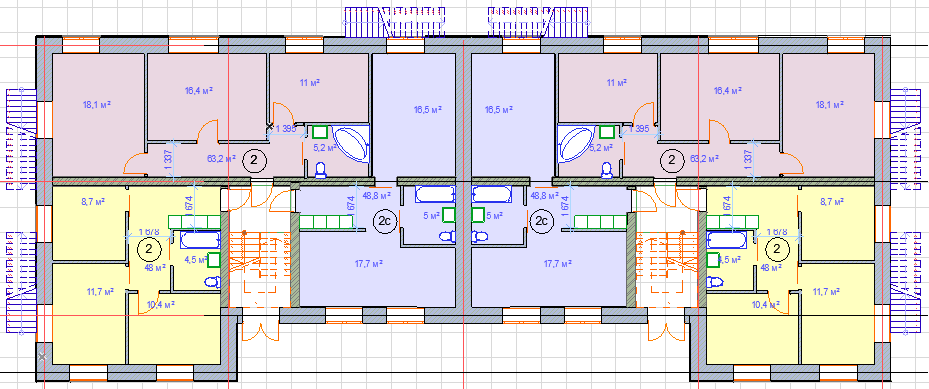 11 м²
11 м²
18,1 м²
16,4 м²
16,5 м²
16,5 м²
16,4 м²
18,1 м²
1 395
1 395
5,2 м²
5,2 м²
1 337
63,2 м²
2
2
63,2 м²
1 337
8,7 м²
1 674
1 674
48,8 м²
48,8 м²
1 674
1 674
8,7 м²
2c
5 м²
5 м²
2c
1 678
1 678
2
2
4,5 м²
4,5 м²
48 м²
17,7 м²
17,7 м²
48 м²
11,7 м²
10,4 м²
10,4 м²
11,7 м²